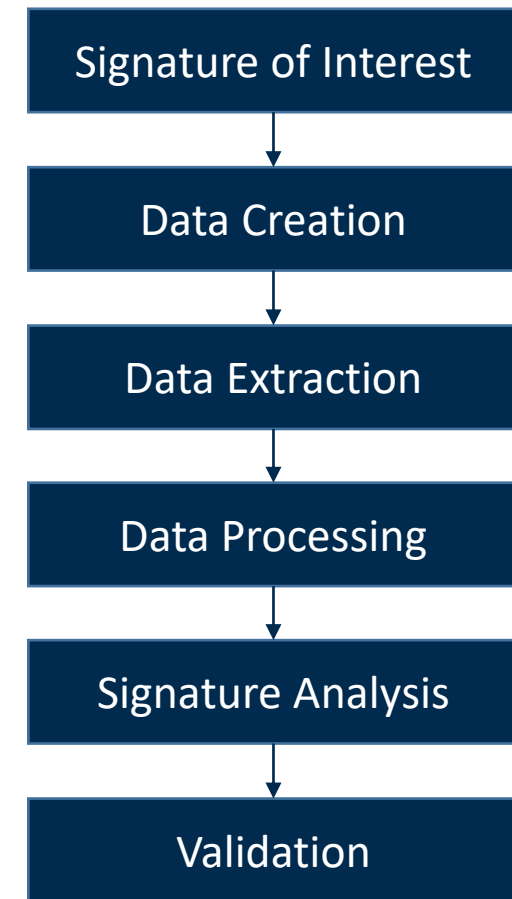 Signature of Interest
Data Creation
Data Extraction
Data Processing
Signature Analysis
Validation